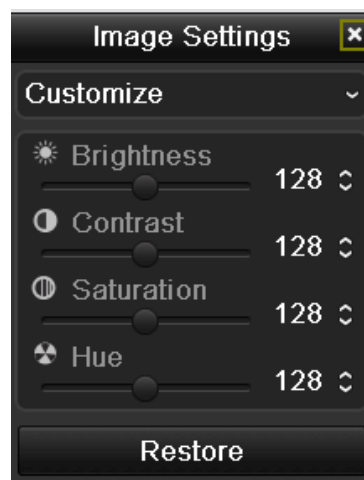 Image Settings
Customize
Brightness
128
Contrast
128
Saturation
128
Hue
128
Restore